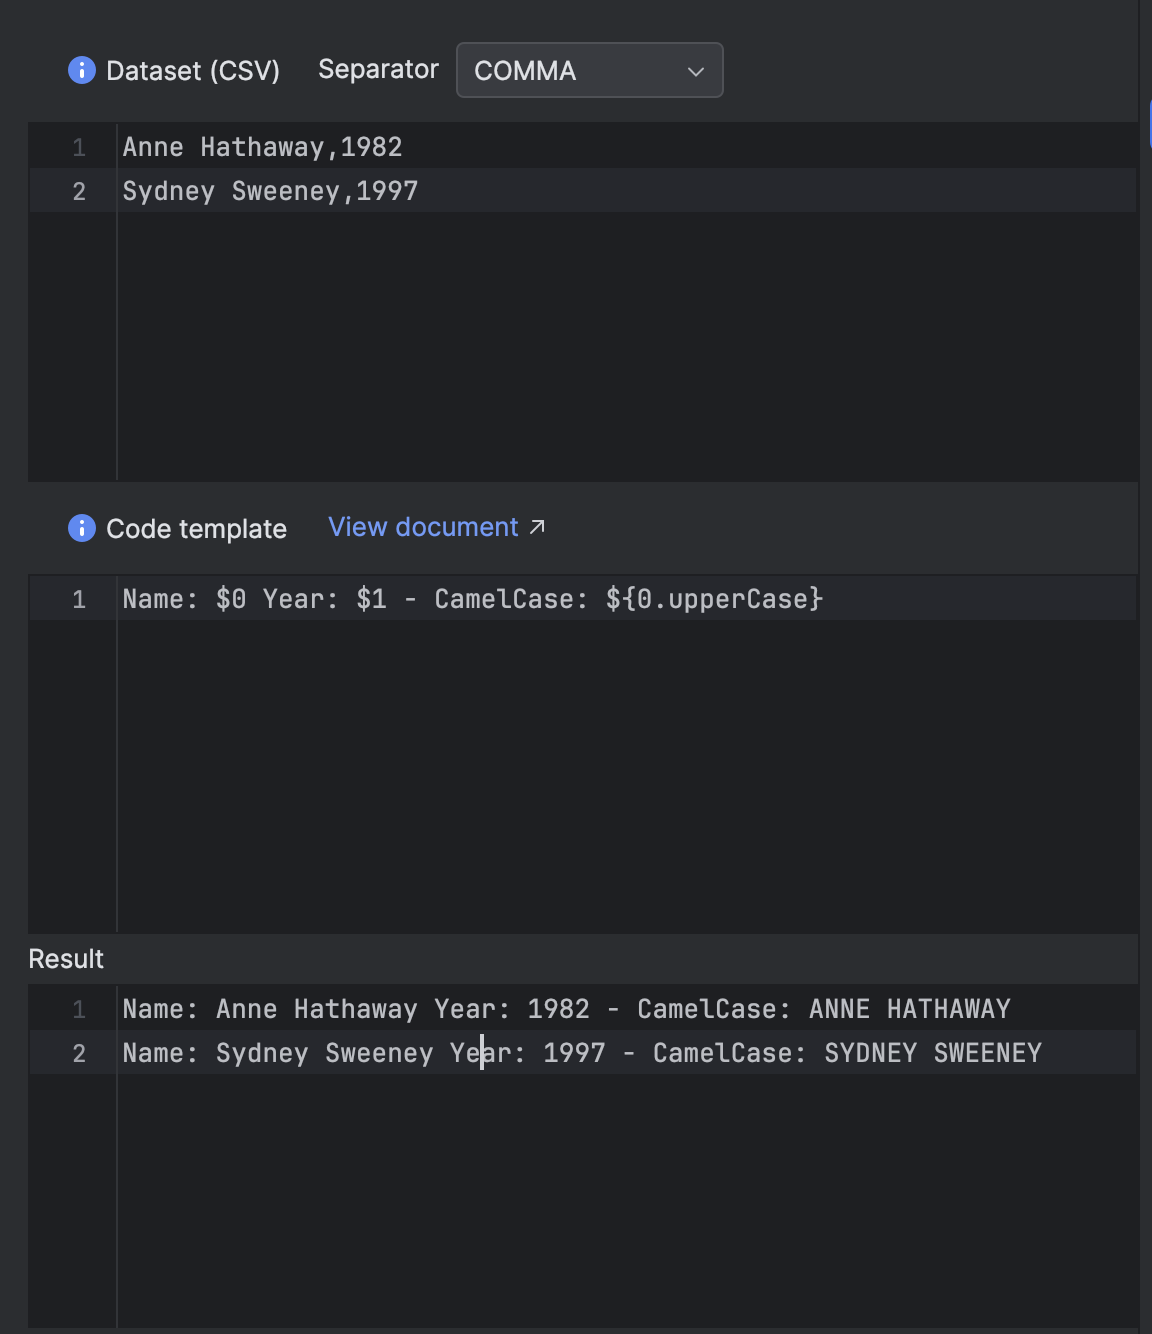 Dataset (CSV) Separator COMMA
1 Anne Hathaway,1982
2 Sydney Sweeney,1997
Code template View document ↗
1 Name: $0 Year: $1 - CamelCase: ${0.upperCase}
Result
1 Name: Anne Hathaway Year: 1982 - CamelCase: ANNE HATHAWAY
2 Name: Sydney Sweeney Year: 1997 - CamelCase: SYDNEY SWEENEY